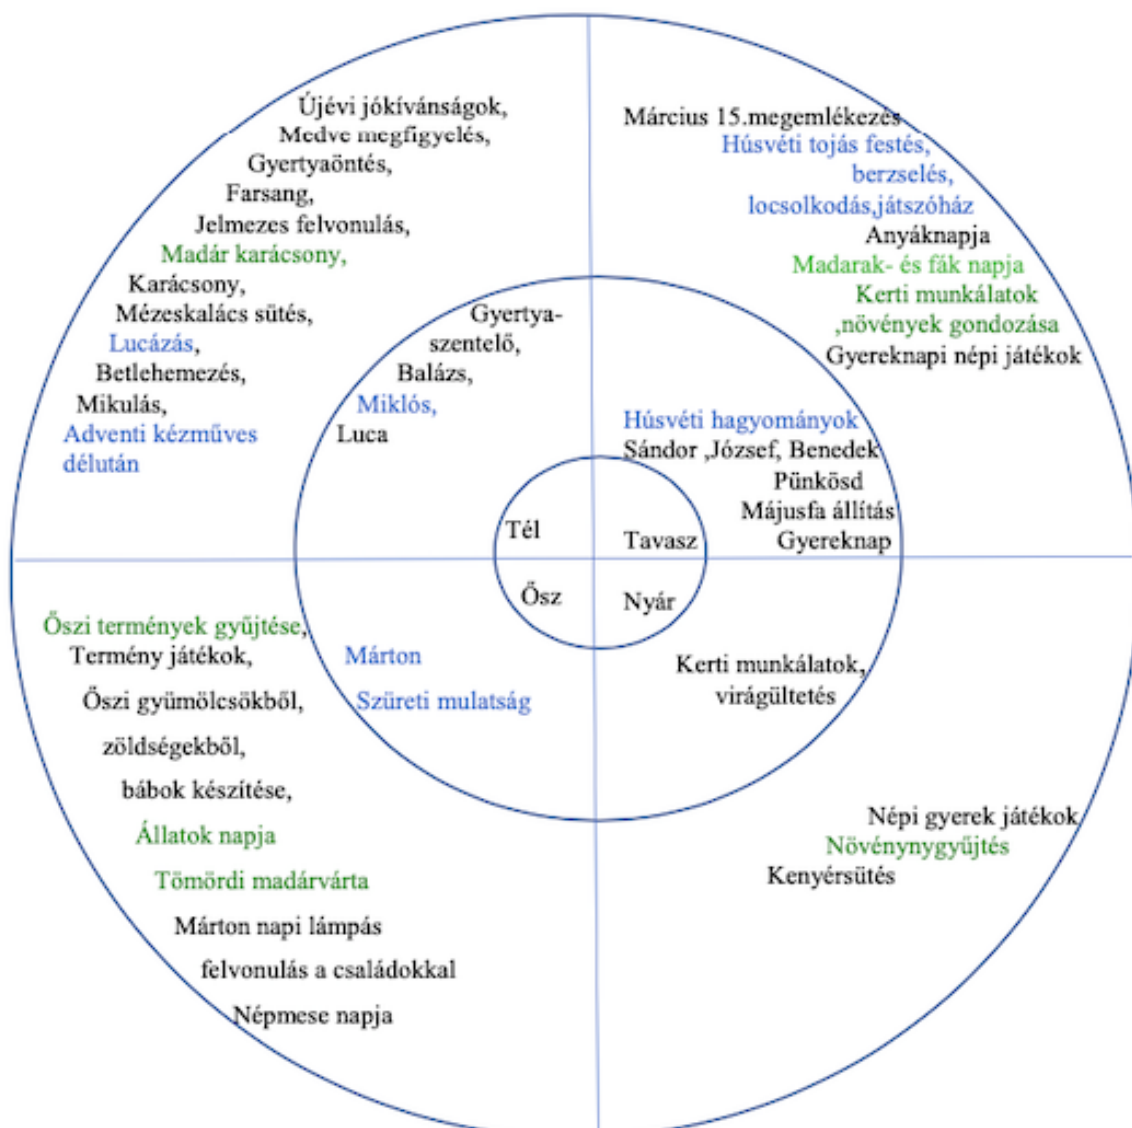 Újévi jókívánságok,
Medve megfigyelés,
Gyertyaöntés,
Farsang,
Jelmezes felvonulás,
Madár karácsony,
Karácsony,
Mézeskalács sütés,
Lucázás,
Betlehemezés,
Mikulás,
Adventi kézműves
délután
Gyertya-
szentelő,
Balázs,
Miklós,
Luca
Tél
Március 15.megemlékezés
Húsvéti tojás festés,
berzselés,
locsolkodás,játszóház
Anyáknapja
Madarak- és fák napja
Kerti munkálatok
,növények gondozása
Gyereknapi népi játékok
Húsvéti hagyományok
Sándor ,József, Benedek
Pünkösd
Májusfa állítás
Gyereknap
Tavasz
Ősz
Nyár
Őszi termények gyűjtése,
Termény játékok,
Őszi gyümölcsökből,
zöldségekből,
bábok készítése,
Állatok napja
Tömördi madárvárta
Márton napi lámpás
felvonulás a családokkal
Népmese napja
Márton
Szüreti mulatság
Kerti munkálatok,
virágültetés
Népi gyerek játékok
Növénynygyűjtés
Kenyérsütés